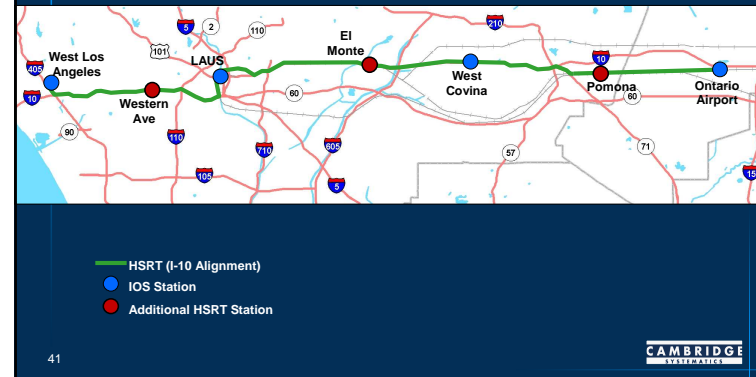 5
2
110
210
101
El
Monte
West Los
Angeles
LAUS
405
10
10
West
Covina
Pomona
Ontario
Airport
Western
Ave
60
60
90
110
710
605
57
71
105
5
15
HSRT (I-10 Alignment)
IOS Station
Additional HSRT Station
41
CAMBRIDGE
SYSTEMATICS